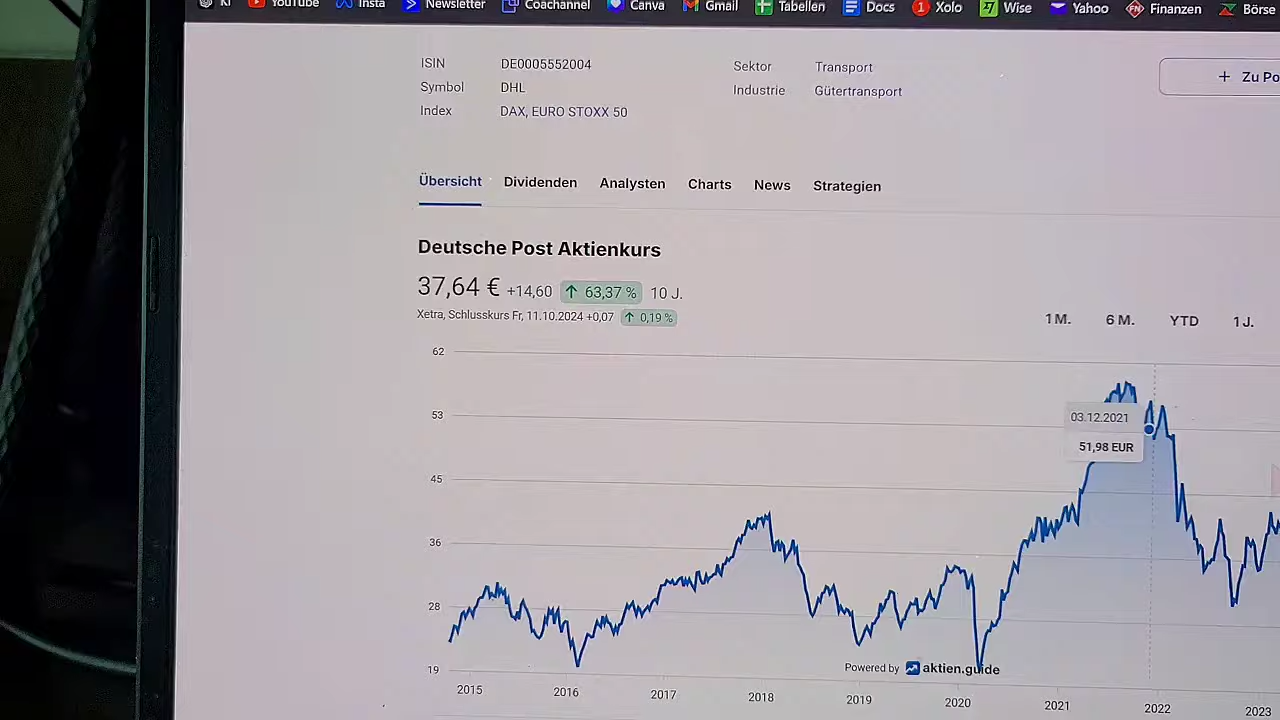 KI YouTube Insta Newsletter Coachannel Canva Gmail Tabellen Docs 1 Xolo Wise Yahoo FN Finanzen Börse
ISIN DE0005552004 Sektor Transport
Symbol DHL Industrie Gütertransport
Index DAX, EURO STOXX 50
+ Zu Po
Übersicht Dividenden Analysten Charts News Strategien
Deutsche Post Aktienkurs
37,64 € +14,60 ↑ 63,37 % 10 J.
Xetra, Schlusskurs Fr, 11.10.2024 +0,07 ↑ 0,19 %
1 M. 6 M. YTD 1 J.
62
53
45
36
28
19
03.12.2021
51,98 EUR
Powered by aktien.guide
2015 2016 2017 2018 2019 2020 2021 2022 2023